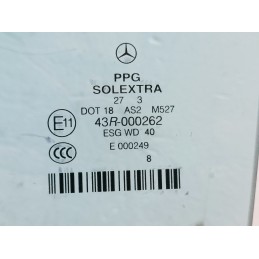 PPG
SOLEXTRA
27 3
DOT 18 AS2 M527
E11 43R-000262
ESG WD 40
CCC E 000249
8